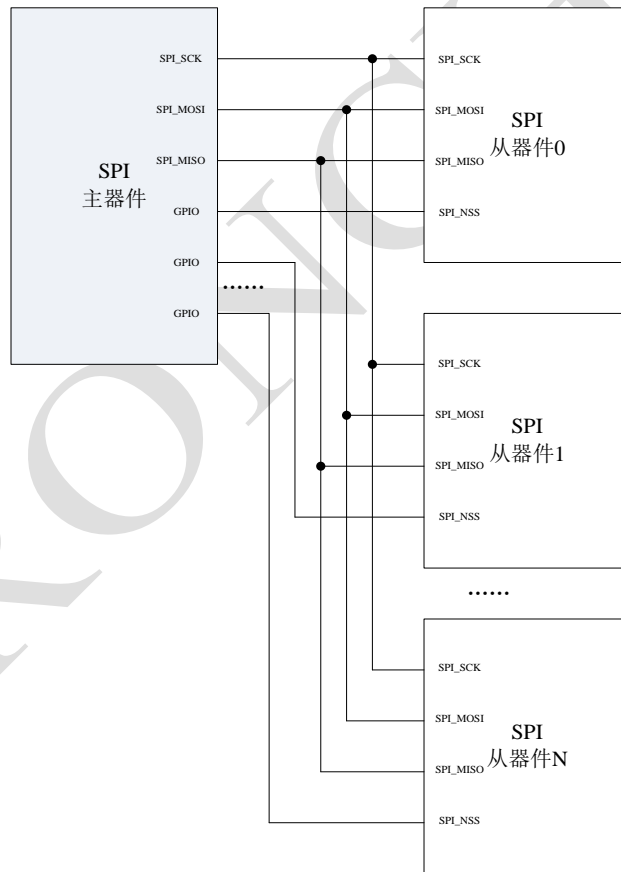 SPI_SCK
SPI_MOSI
SPI_MISO
GPIO
GPIO
......
GPIO
SPI
主器件
SPI_SCK
SPI_MOSI
SPI_MISO
SPI_NSS
SPI
从器件0
SPI_SCK
SPI_MOSI
SPI_MISO
SPI_NSS
SPI
从器件1
......
SPI_SCK
SPI_MOSI
SPI_MISO
SPI_NSS
SPI
从器件N